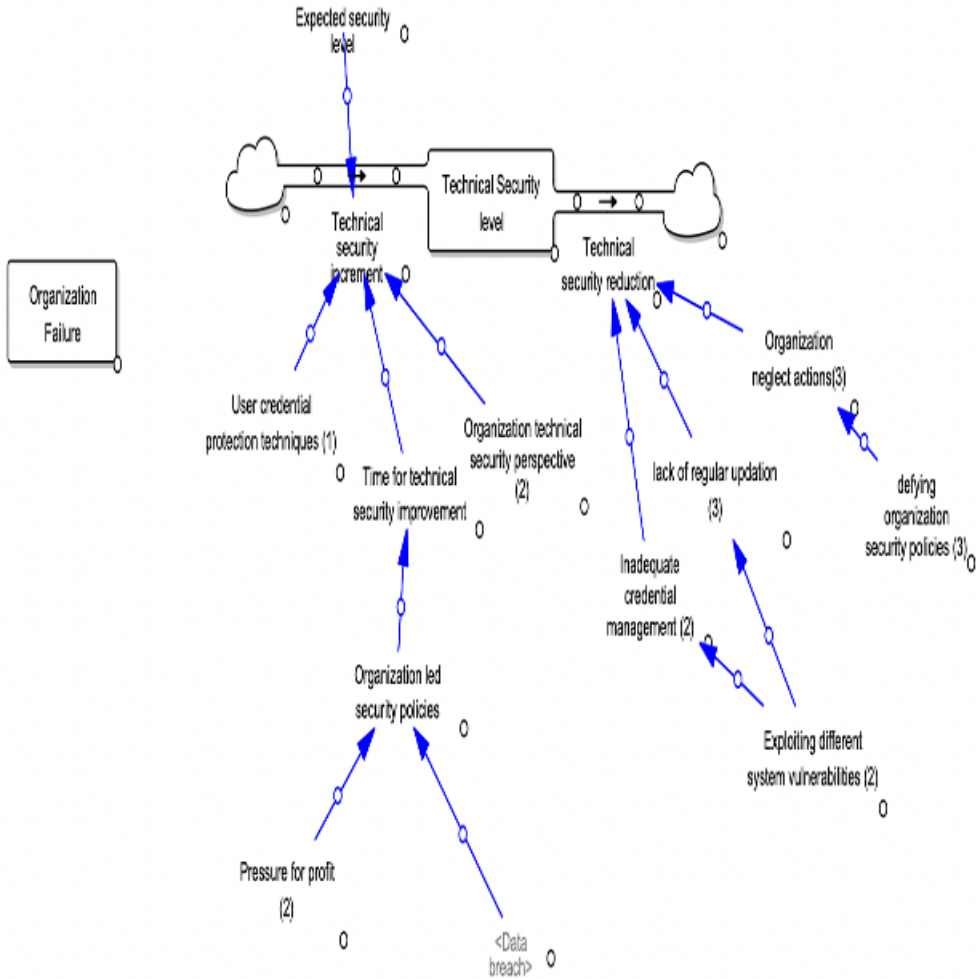 Expected security
level
Technical Security
level
Technical
security
increment
Technical
security reduction
Organization
Failure
Organization
neglect actions(3)
User credential
protection techniques (1)
Organization technical
security perspective
(2)
Time for technical
security improvement
lack of regular updation
(3)
defying
organization
security policies (3)
Inadequate
credential
management (2)
Organization led
security policies
Exploiting different
system vulnerabilities (2)
Pressure for profit
(2)
<Data
breach>